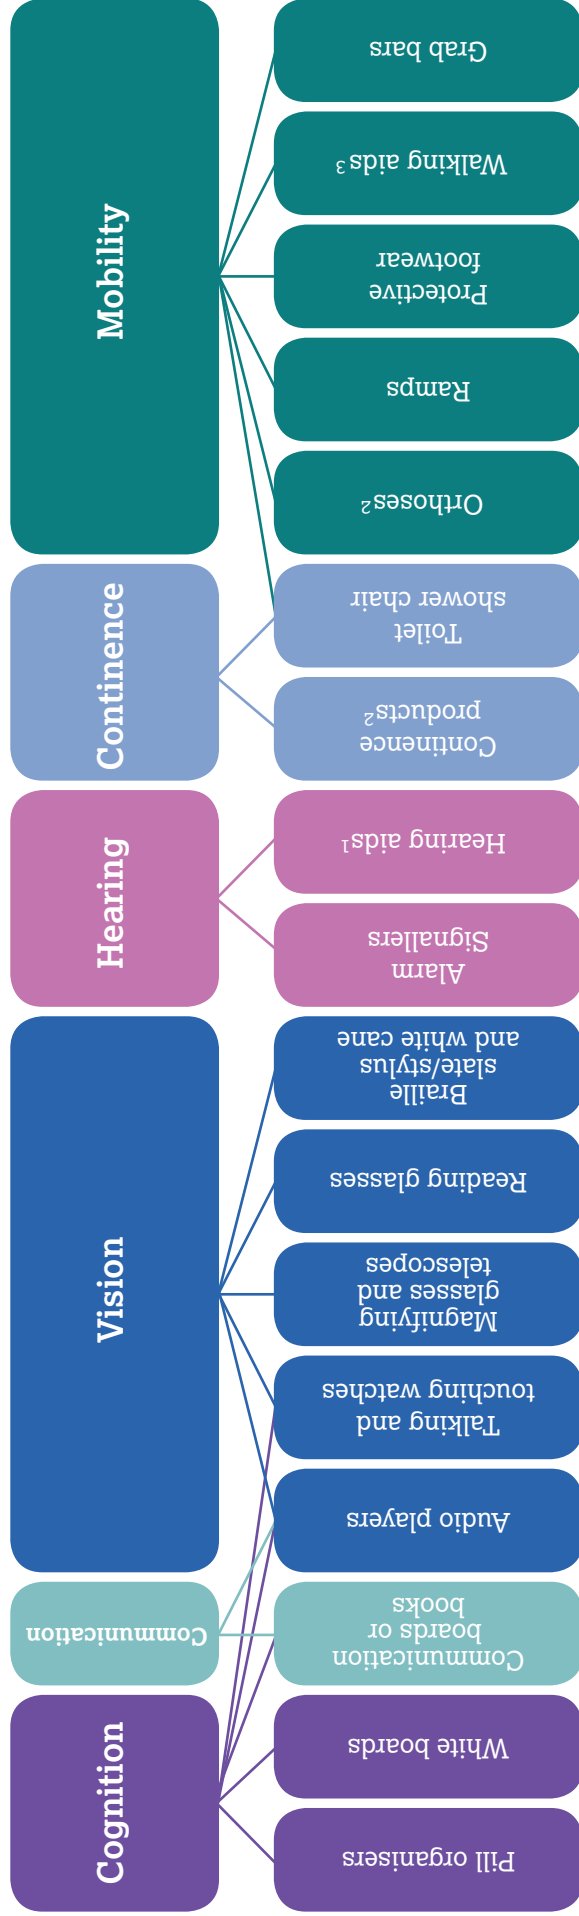 Pill organisers
White boards
Cognition
Communication
boards or
books
Communication
Audio players
Talking and
touching watches
Magnifying
glasses and
telescopes
Reading glasses
Braille
slate/stylus
and white cane
Vision
Alarm
Signallers
Hearing aids¹
Hearing
Continence
products²
Toilet
shower chair
Continence
Orthoses²
Ramps
Protective
footwear
Walking aids³
Grab bars
Mobility